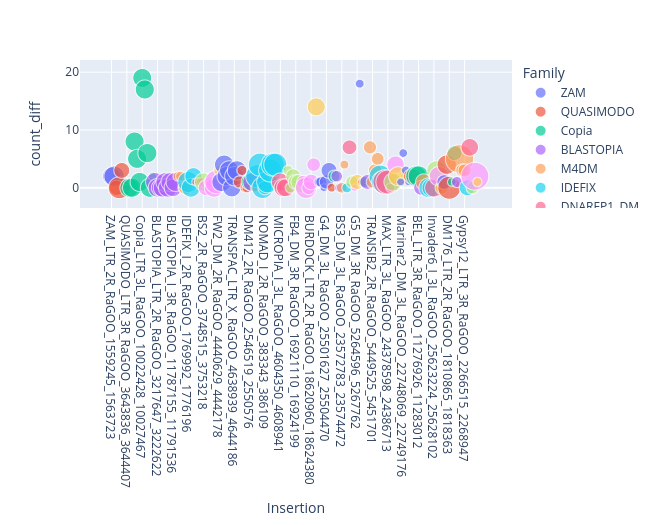 20
10
0
count_diff
Family
ZAM
QUASIMODO
Copia
BLASTOPIA
M4DM
IDEFIX
DNAREP1_DM
ZAM_LTR_2R_RaGOO_1559245_1563723
QUASIMODO_LTR_3R_RaGOO_3643836_3644407
Copia_LTR_3L_RaGOO_10022428_10027467
BLASTOPIA_LTR_2R_RaGOO_3217647_3222622
BLASTOPIA_I_3R_RaGOO_11787155_11791536
IDEFIX_I_2R_RaGOO_1769992_1776196
BS2_2R_RaGOO_3748515_3753218
FW2_DM_2R_RaGOO_4440629_4442178
TRANSPAC_LTR_X_RaGOO_4638939_4644186
DM412_2R_RaGOO_2546519_2550576
NOMAD_I_2R_RaGOO_383343_386109
MICROPIA_I_3L_RaGOO_4604350_4608941
FB4_DM_3R_RaGOO_16921110_16924199
BURDOCK_LTR_2R_RaGOO_18620960_18624380
G4_DM_3L_RaGOO_25501627_25504470
BS3_DM_3L_RaGOO_23572783_23574472
G5_DM_3R_RaGOO_5264596_5267762
TRANSIB2_2R_RaGOO_5449525_5451701
MAX_LTR_3L_RaGOO_24378598_24386713
Mariner2_DM_3L_RaGOO_22748069_22749176
BEL_LTR_3R_RaGOO_11276926_11283012
Invader6_I_3L_RaGOO_25623224_25628102
DM176_LTR_2R_RaGOO_1810865_1818363
Gypsy12_LTR_3R_RaGOO_2266515_2268947
Insertion